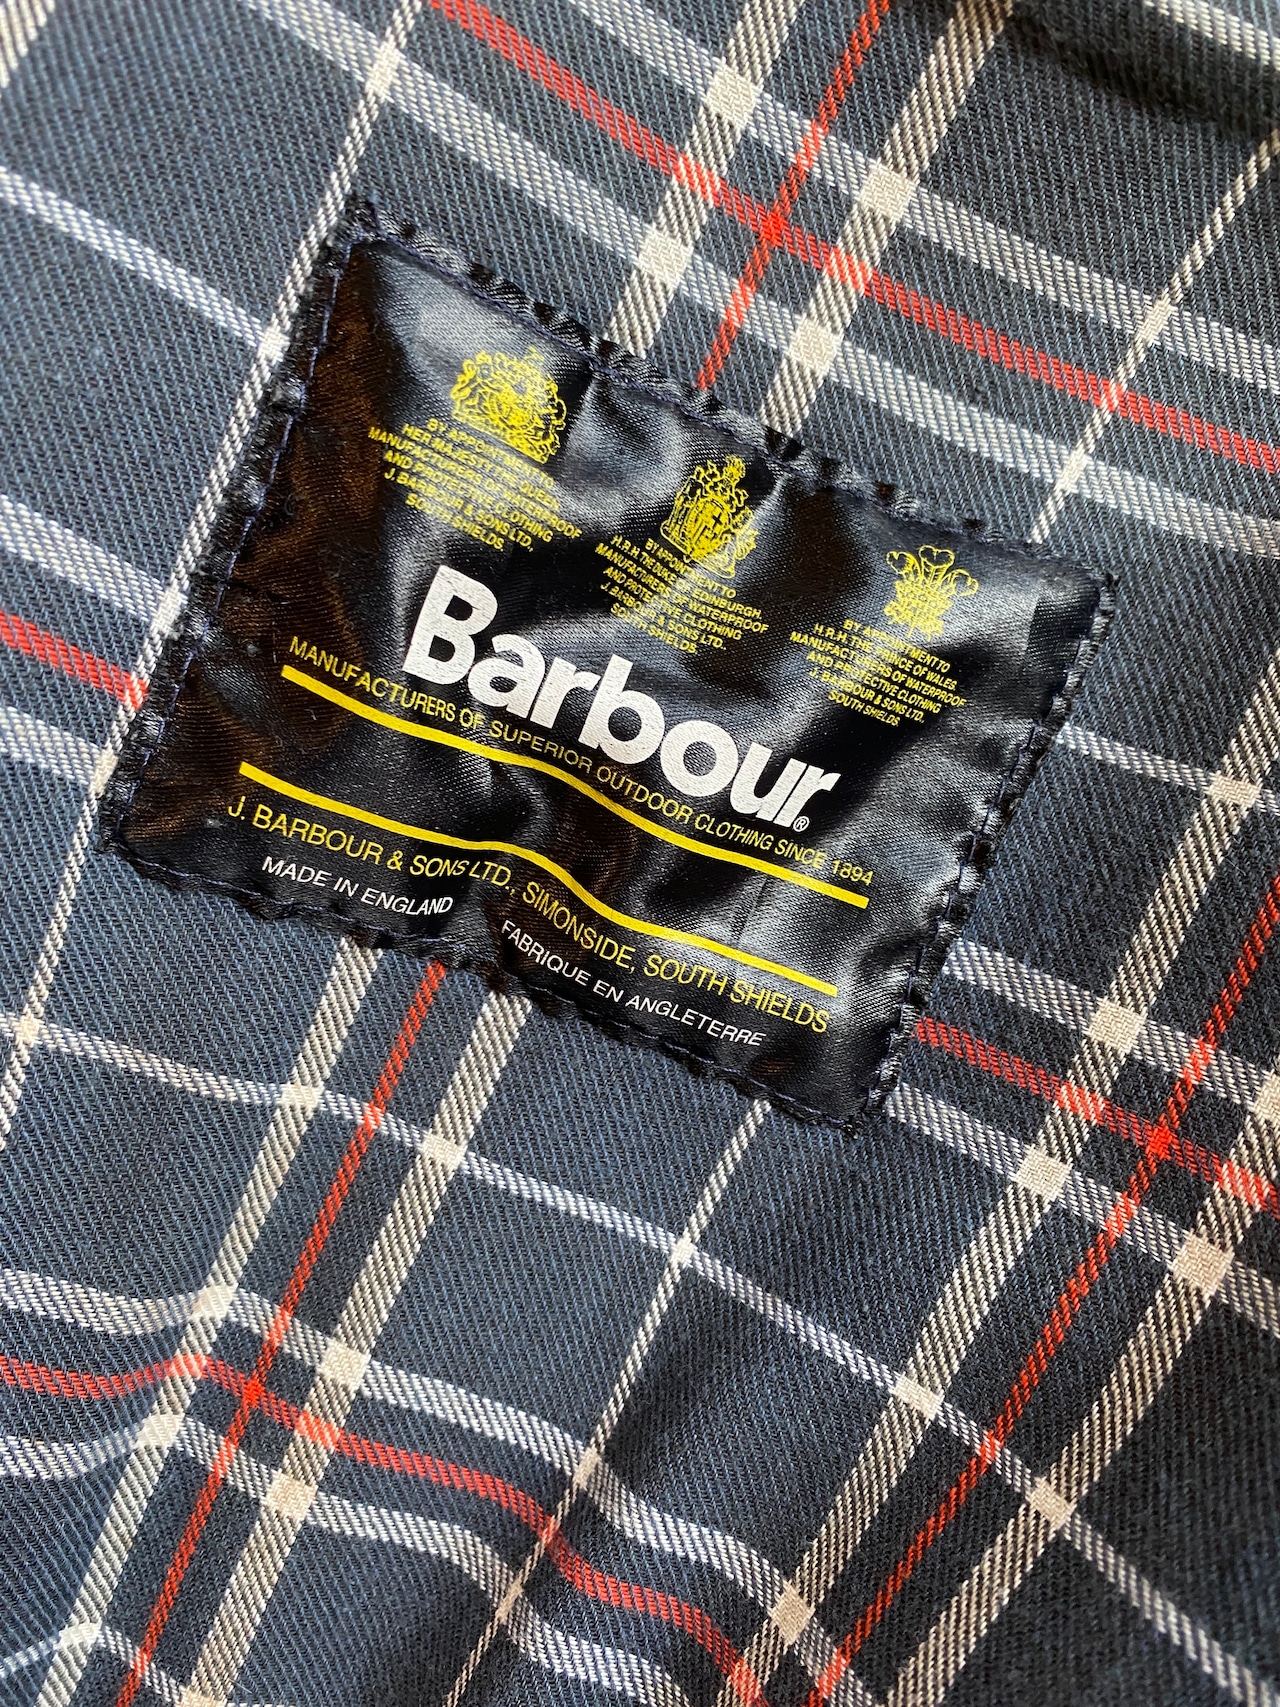 BY APPOINTMENT TO
HER MAJESTY THE QUEEN
MANUFACTURERS OF WATERPROOF
AND PROTECTIVE CLOTHING
J. BARBOUR & SONS LTD.
SOUTH SHIELDS.
BY APPOINTMENT TO
H.R.H. THE DUKE OF EDINBURGH
MANUFACTURERS OF WATERPROOF
AND PROTECTIVE CLOTHING
J. BARBOUR & SONS LTD.
SOUTH SHIELDS.
BY APPOINTMENT TO
H.R.H. THE PRINCE OF WALES
MANUFACTURERS OF WATERPROOF
AND PROTECTIVE CLOTHING
J. BARBOUR & SONS LTD.
SOUTH SHIELDS.
Barbour®
MANUFACTURERS OF SUPERIOR OUTDOOR CLOTHING SINCE 1894
J. BARBOUR & SONS LTD., SIMONSIDE, SOUTH SHIELDS
MADE IN ENGLAND FABRIQUE EN ANGLETERRE